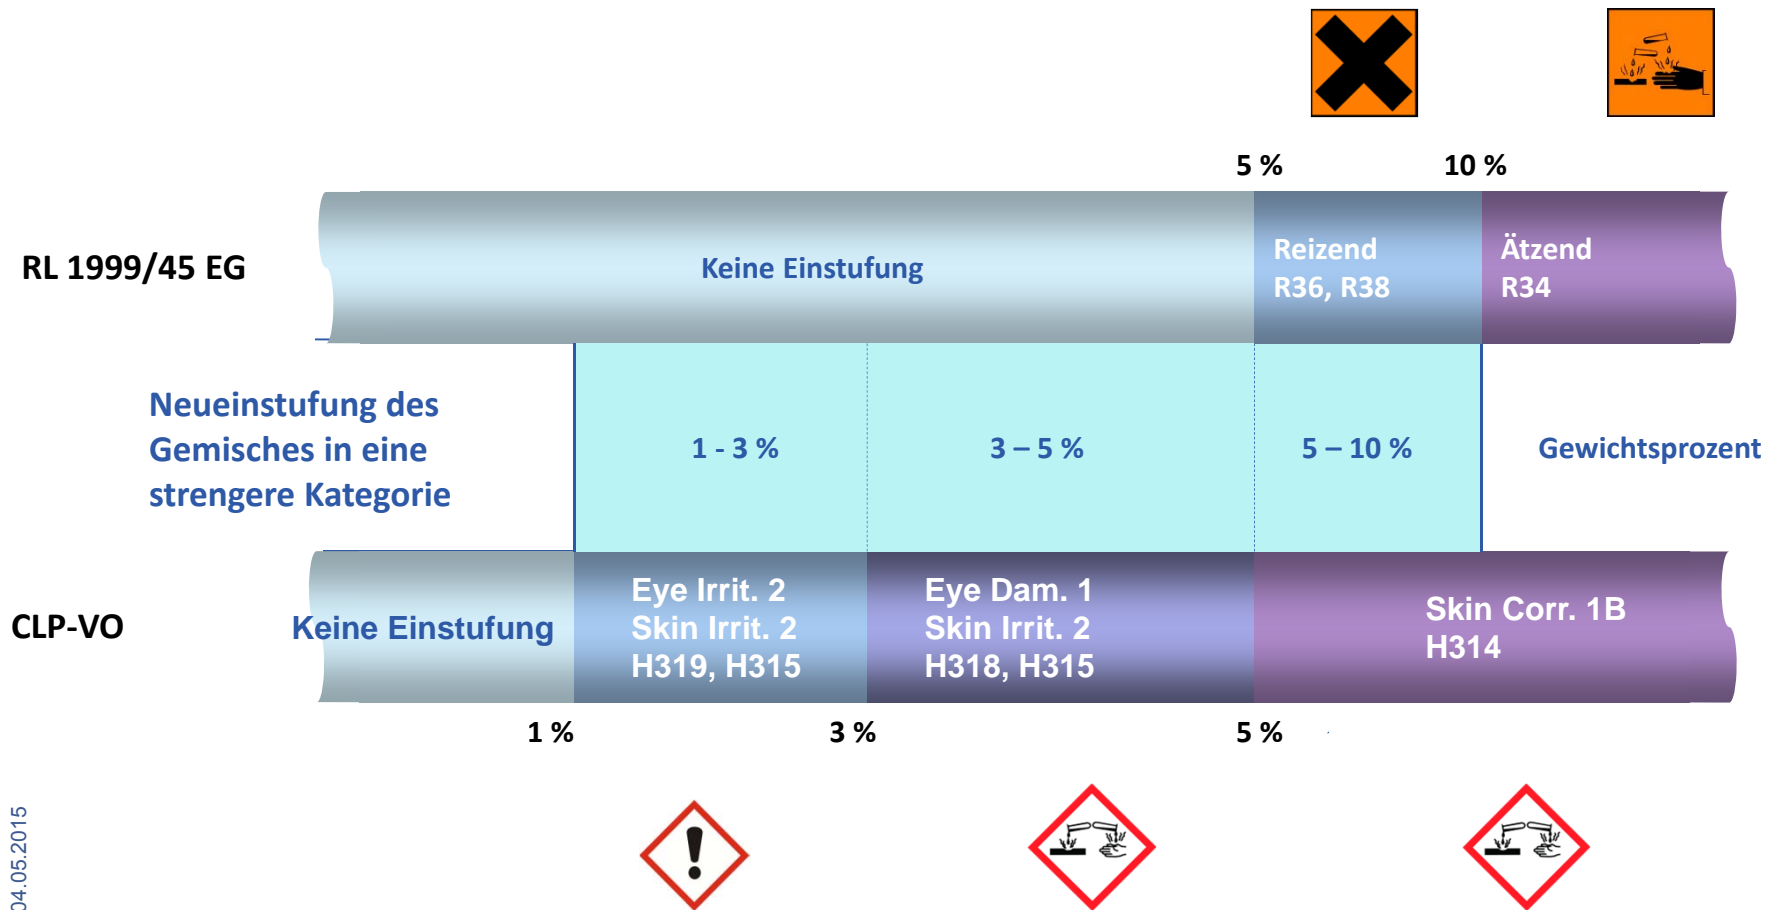 5 %
10 %
RL 1999/45 EG
Keine Einstufung
Reizend
R36, R38
Ätzend
R34
Neueinstufung des
Gemisches in eine
strengere Kategorie
1 - 3 %
3 – 5 %
5 – 10 %
Gewichtsprozent
CLP-VO
Keine Einstufung
Eye Irrit. 2
Skin Irrit. 2
H319, H315
Eye Dam. 1
Skin Irrit. 2
H318, H315
Skin Corr. 1B
H314
1 %
3 %
5 %
04.05.2015